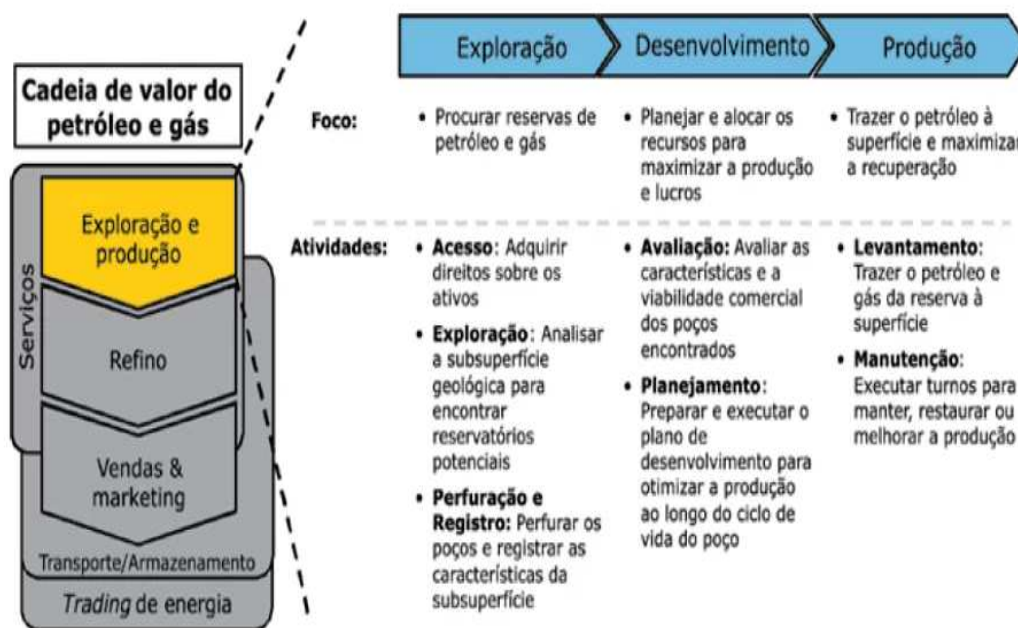 Cadeia de valor do
petróleo e gás
Serviços
Exploração e
produção
Refino
Vendas &
marketing
Transporte/Armazenamento
Trading de energia
Exploração
Desenvolvimento
Produção
Foco:
• Procurar reservas de
petróleo e gás
• Planejar e alocar os
recursos para
maximizar a produção
e lucros
• Trazer o petróleo à
superfície e maximizar
a recuperação
Atividades:
• Acesso: Adquirir
direitos sobre os
ativos
• Exploração: Analisar
a subsuperfície
geológica para
encontrar
reservatórios
potenciais
• Perfuração e
Registro: Perfurar os
poços e registrar as
características da
subsuperfície
• Avaliação: Avaliar as
características e a
viabilidade comercial
dos poços
encontrados
• Planejamento:
Preparar e executar o
plano de
desenvolvimento para
otimizar a produção
ao longo do ciclo de
vida do poço
• Levantamento:
Trazer o petróleo e
gás da reserva à
superfície
• Manutenção:
Executar turnos para
manter, restaurar ou
melhorar a produção